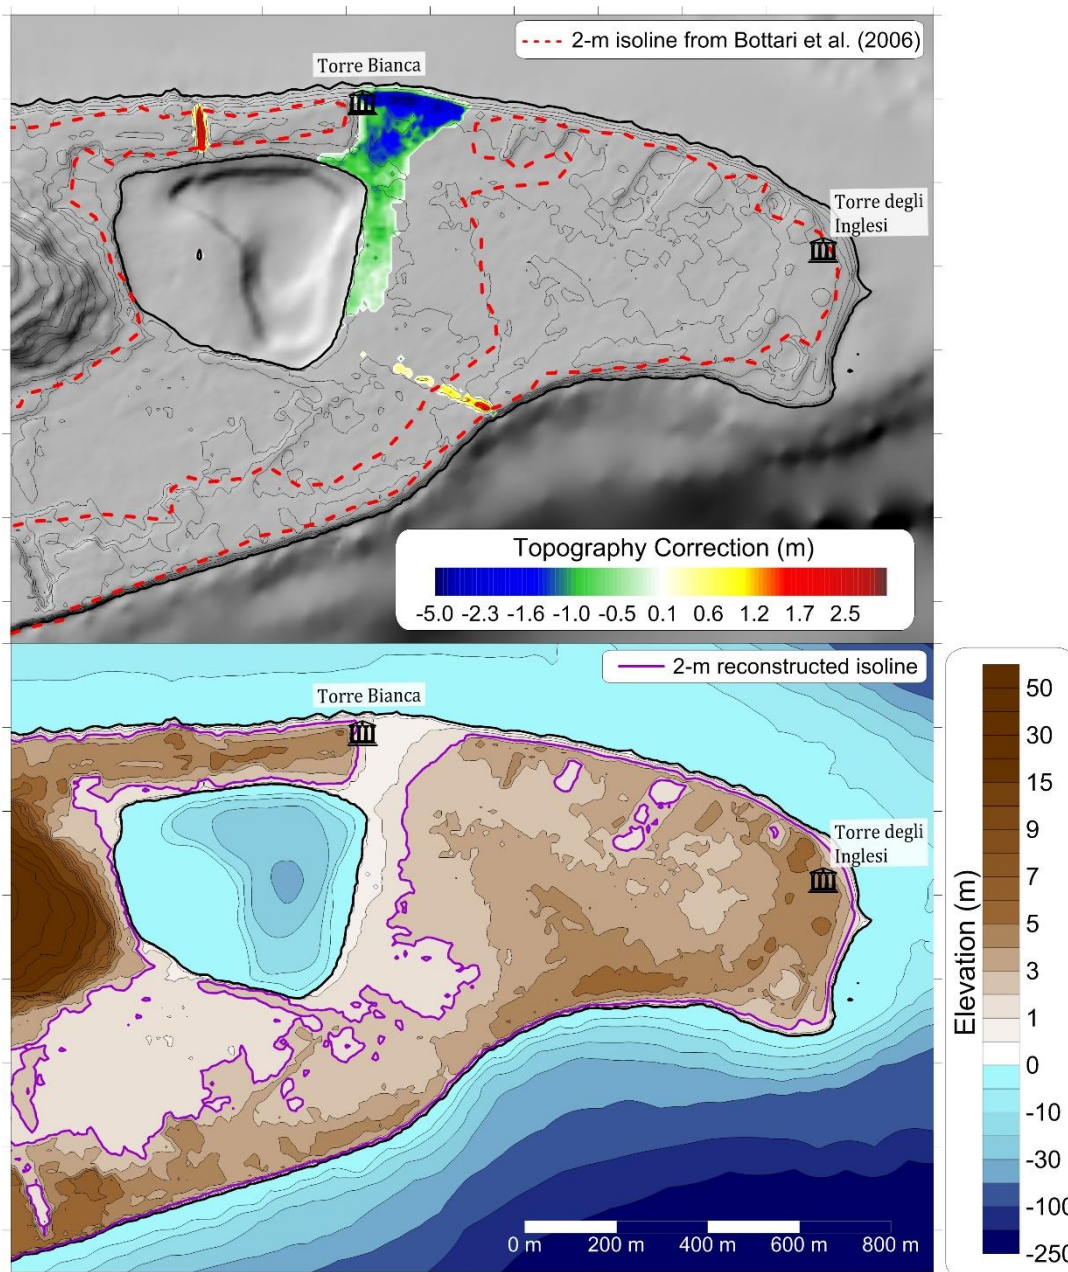 2-m isoline from Bottari et al. (2006)
Torre Bianca
Torre degli
Inglesi
Topography Correction (m)
-5.0 -2.3 -1.6 -1.0 -0.5 0.1 0.6 1.2 1.7 2.5
2-m reconstructed isoline
Torre Bianca
Torre degli
Inglesi
0 m 200 m 400 m 600 m 800 m
Elevation (m)
50
30
15
9
7
5
3
1
0
-10
-30
-100
-250